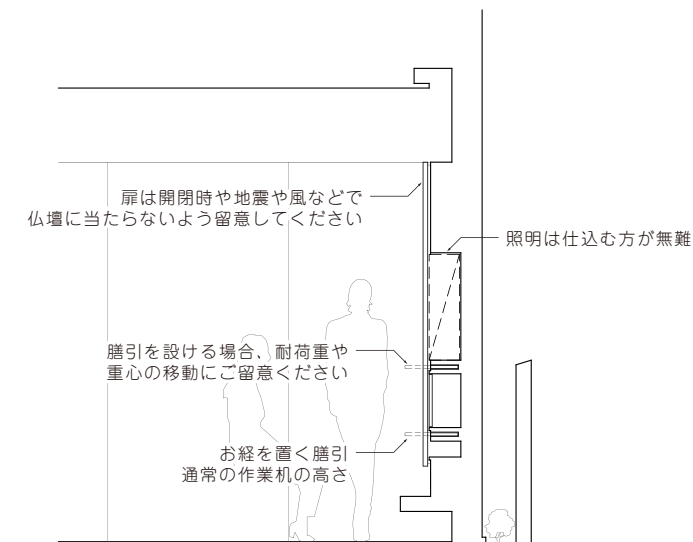 扉は開閉時や地震や風などで
仏壇に当たらないよう留意してください
照明は仕込む方が無難
膳引を設ける場合、耐荷重や
重心の移動にご留意ください
お経を置く膳引
通常の作業机の高さ